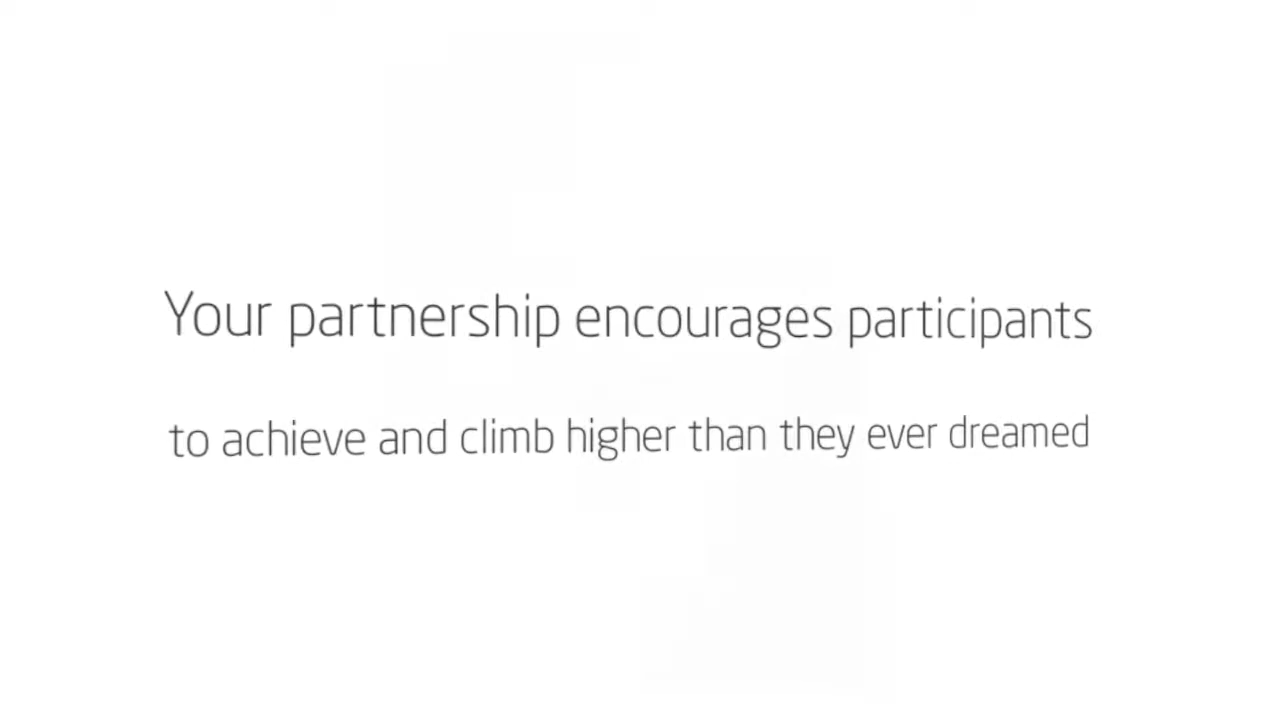 Your partnership encourages participants
to achieve and climb higher than they ever dreamed